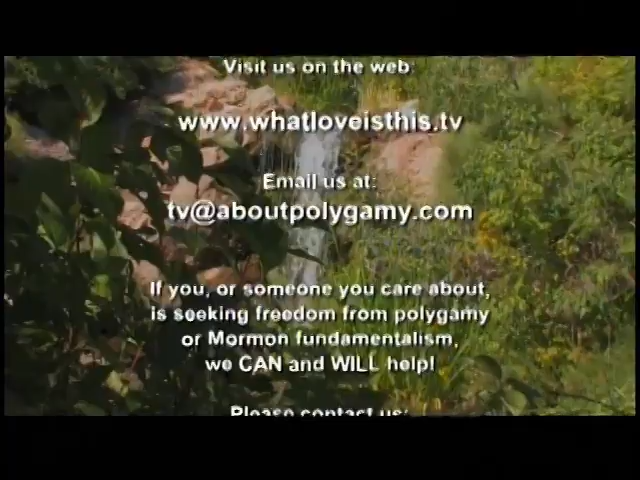 Visit us on the web:
www.whatloveisthis.tv
Email us at:
tv@aboutpolygamy.com
If you, or someone you care about,
is seeking freedom from polygamy
or Mormon fundamentalism,
we CAN and WILL help!
Please contact us: